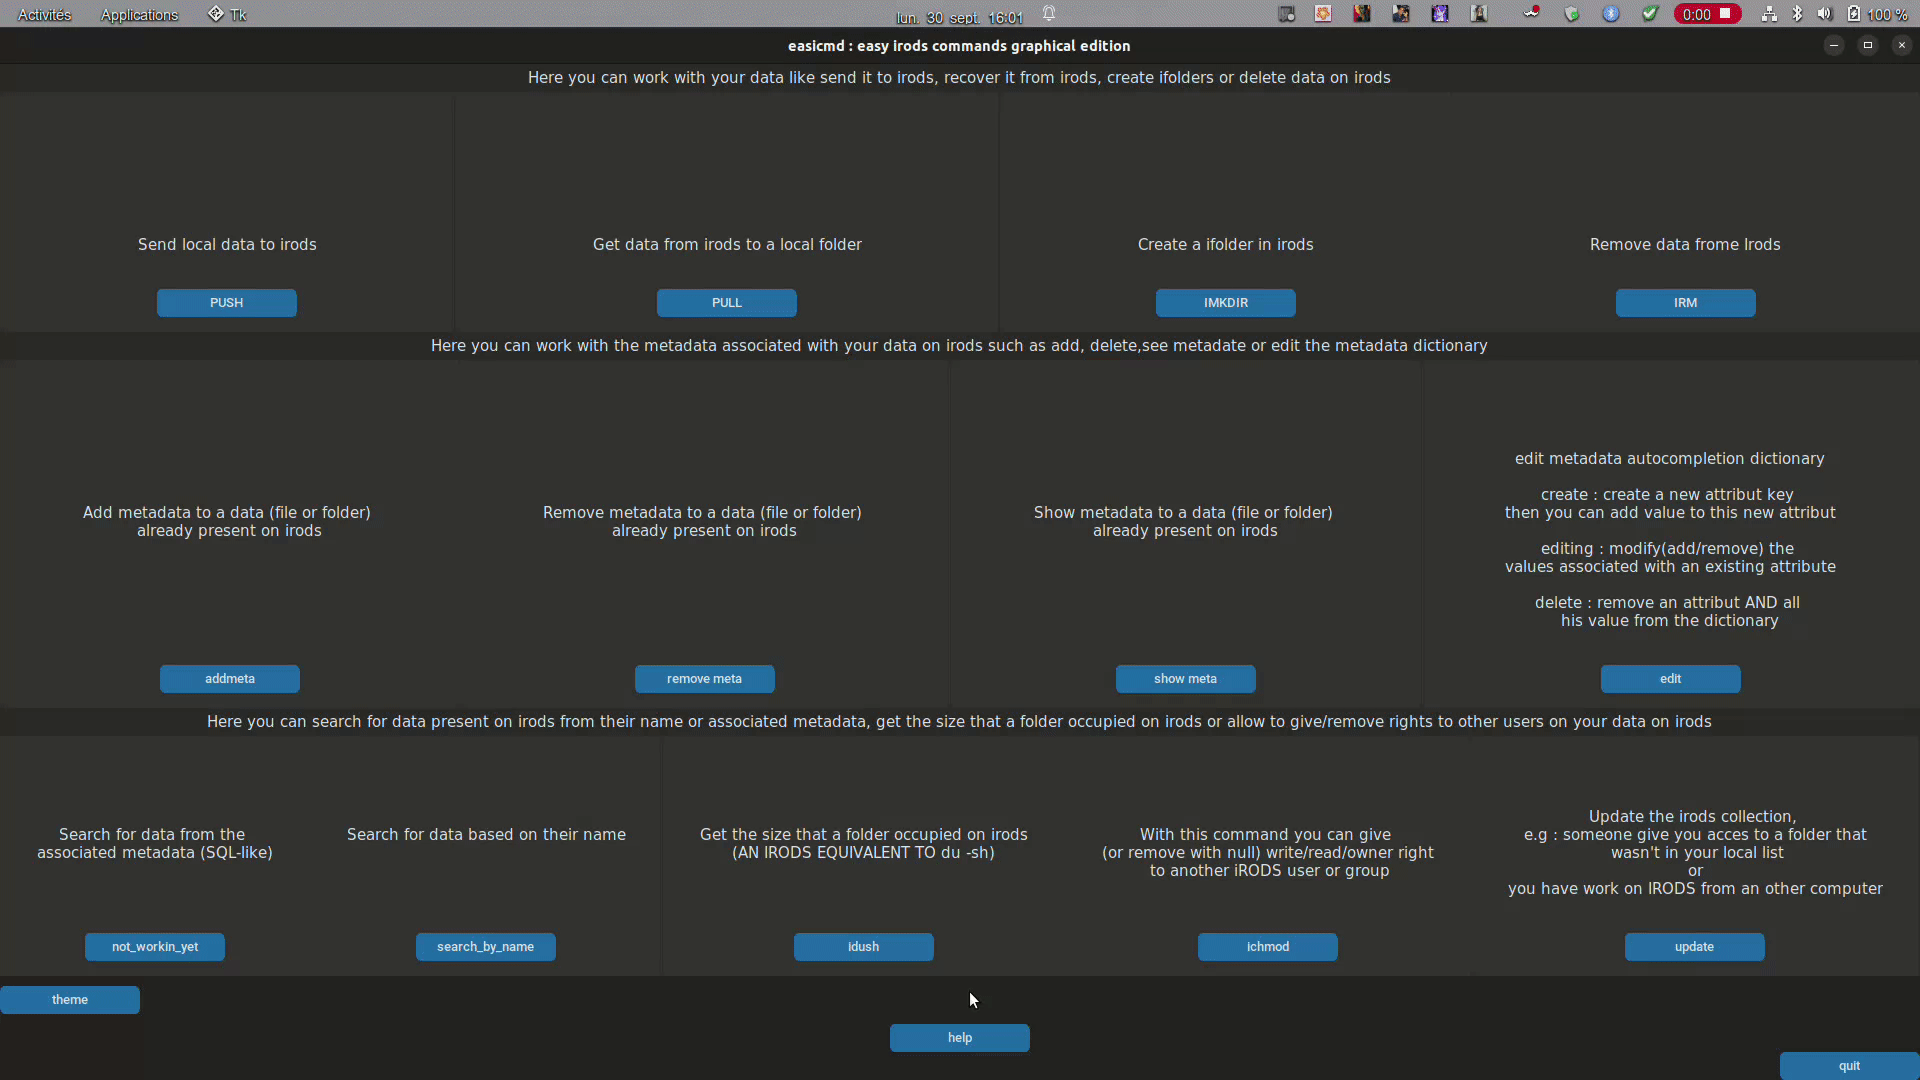 Activités Applications Tk lun. 30 sept. 16:01 0:00 100 %
easicmd : easy irods commands graphical edition
Here you can work with your data like send it to irods, recover it from irods, create ifolders or delete data on irods
Send local data to irods
PUSH
Get data from irods to a local folder
PULL
Create a ifolder in irods
IMKDIR
Remove data frome Irods
IRM
Here you can work with the metadata associated with your data on irods such as add, delete,see metadate or edit the metadata dictionary
Add metadata to a data (file or folder)
already present on irods
addmeta
Remove metadata to a data (file or folder)
already present on irods
remove meta
Show metadata to a data (file or folder)
already present on irods
show meta
edit metadata autocompletion dictionary
create : create a new attribut key
then you can add value to this new attribut
editing : modify(add/remove) the
values associated with an existing attribute
delete : remove an attribut AND all
his value from the dictionary
edit
Here you can search for data present on irods from their name or associated metadata, get the size that a folder occupied on irods or allow to give/remove rights to other users on your data on irods
Search for data from the
associated metadata (SQL-like)
not_workin_yet
Search for data based on their name
search_by_name
Get the size that a folder occupied on irods
(AN IRODS EQUIVALENT TO du -sh)
idush
With this command you can give
(or remove with null) write/read/owner right
to another iRODS user or group
ichmod
Update the irods collection,
e.g : someone give you acces to a folder that
wasn't in your local list
or
you have work on IRODS from an other computer
update
theme
help
quit